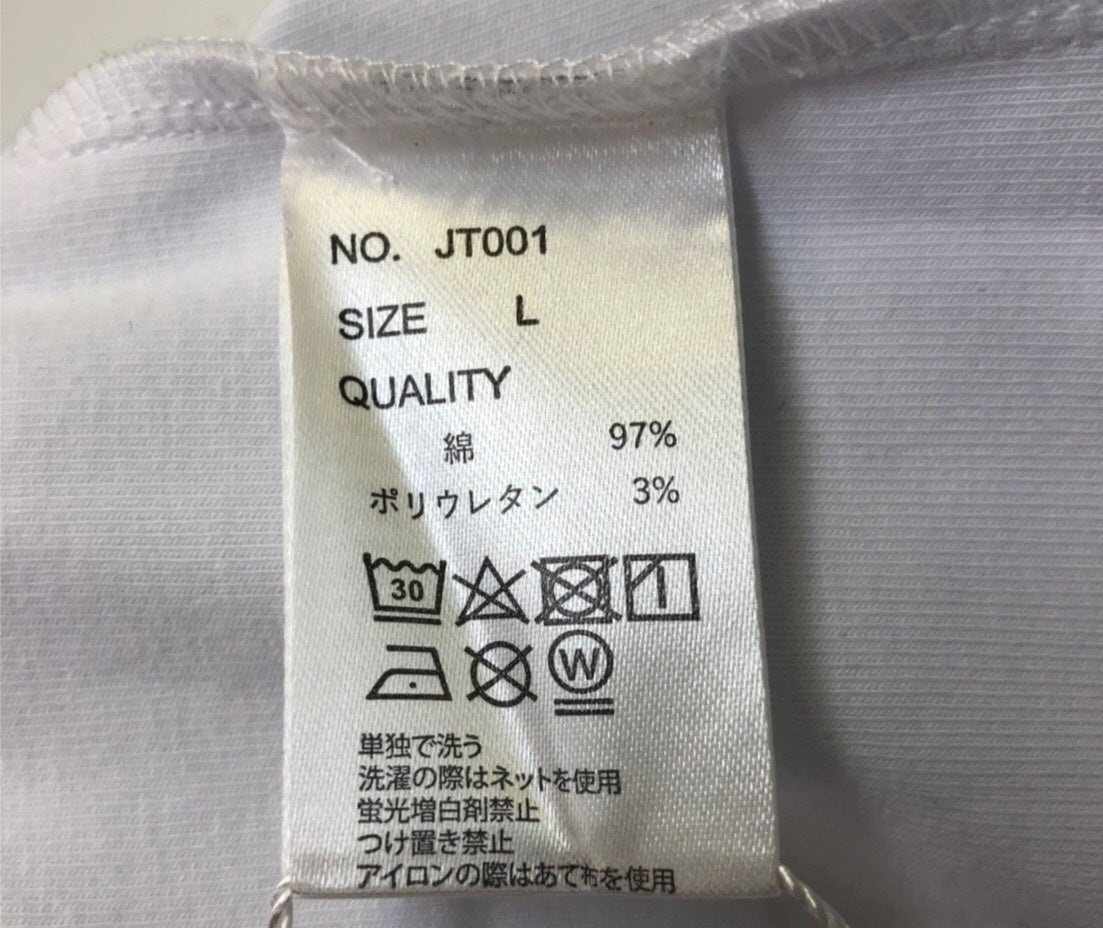 NO. JT001
SIZE L
QUALITY
綿 97%
ポリウレタン 3%
30
W
単独で洗う
洗濯の際はネットを使用
蛍光増白剤禁止
つけ置き禁止
アイロンの際はあて布を使用